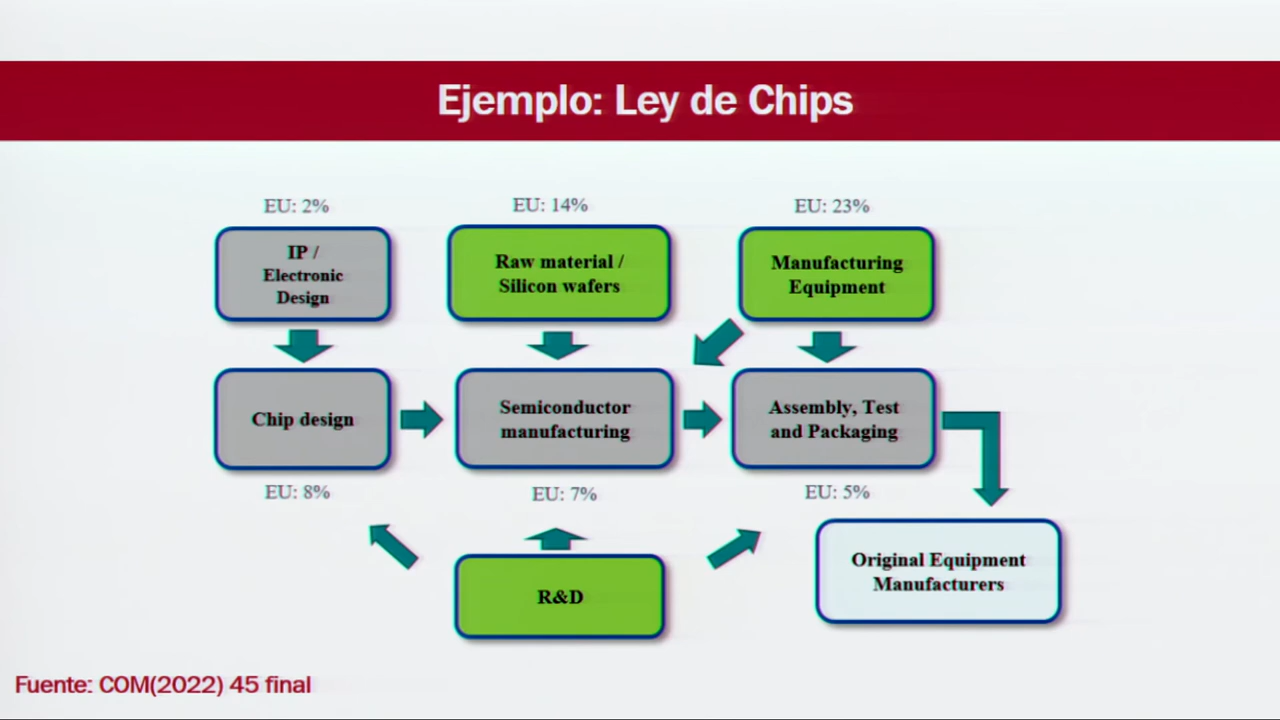 Ejemplo: Ley de Chips
EU: 2%
EU: 14%
EU: 23%
IP /
Electronic
Design
Raw material /
Silicon wafers
Manufacturing
Equipment
Chip design
Semiconductor
manufacturing
Assembly, Test
and Packaging
EU: 8%
EU: 7%
EU: 5%
R&D
Original Equipment
Manufacturers
Fuente: COM(2022) 45 final